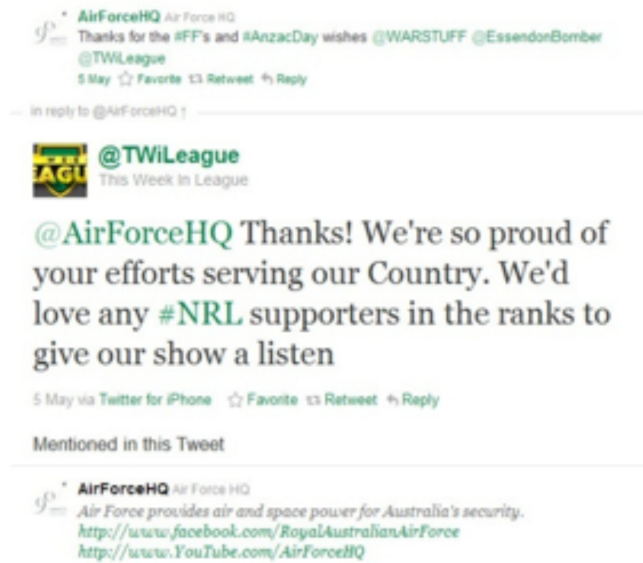 AirForceHQ Air Force HQ
Thanks for the #FF's and #AnzacDay wishes @WARSTUFF @EssendonBomber
@TWiLeague
5 May Favorite Retweet Reply
in reply to @AirForceHQ ↑
@TWiLeague
This Week In League
@AirForceHQ Thanks! We're so proud of
your efforts serving our Country. We'd
love any #NRL supporters in the ranks to
give our show a listen
5 May via Twitter for iPhone Favorite Retweet Reply
Mentioned in this Tweet
AirForceHQ Air Force HQ
Air Force provides air and space power for Australia's security.
http://www.facebook.com/RoyalAustralianAirForce
http://www.YouTube.com/AirForceHQ